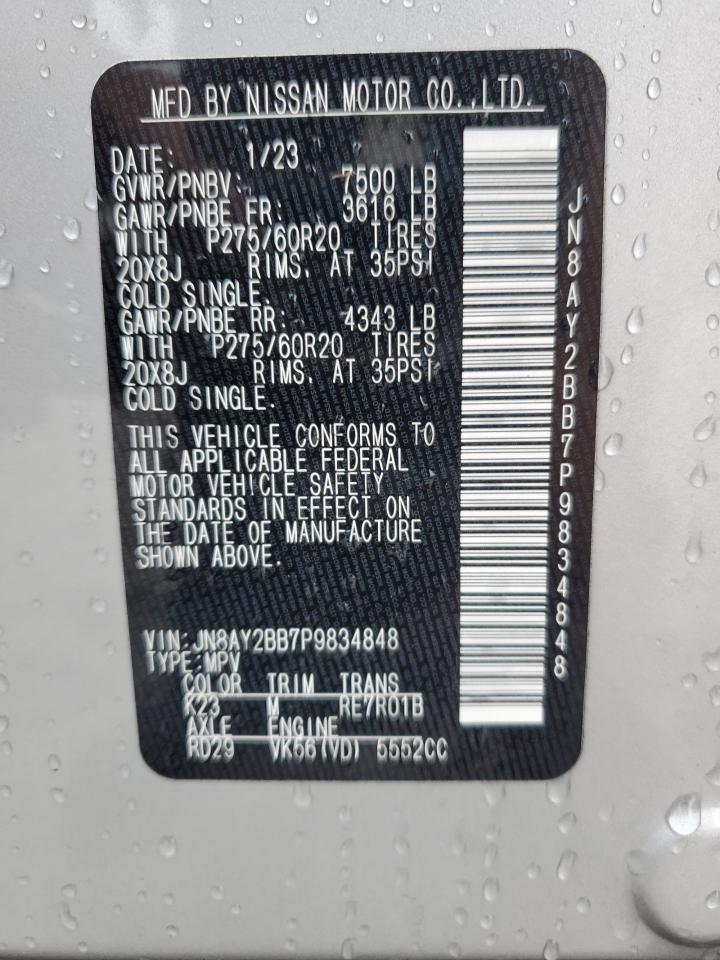 MFD BY NISSAN MOTOR CO.,LTD.
DATE: 1/23
GVWR/PNBV: 7500 LB
GAWR/PNBE FR: 3616 LB
WITH P275/60R20 TIRES
20X8J RIMS. AT 35PSI
COLD SINGLE.
GAWR/PNBE RR: 4343 LB
WITH P275/60R20 TIRES
20X8J RIMS. AT 35PSI
COLD SINGLE.
THIS VEHICLE CONFORMS TO
ALL APPLICABLE FEDERAL
MOTOR VEHICLE SAFETY
STANDARDS IN EFFECT ON
THE DATE OF MANUFACTURE
SHOWN ABOVE.
VIN:JN8AY2BB7P9834848
TYPE:MPV
COLOR TRIM TRANS
K23 M RE7R01B
AXLE ENGINE
RD29 VK56(VD) 5552CC
JN8AY2BB7P9834848